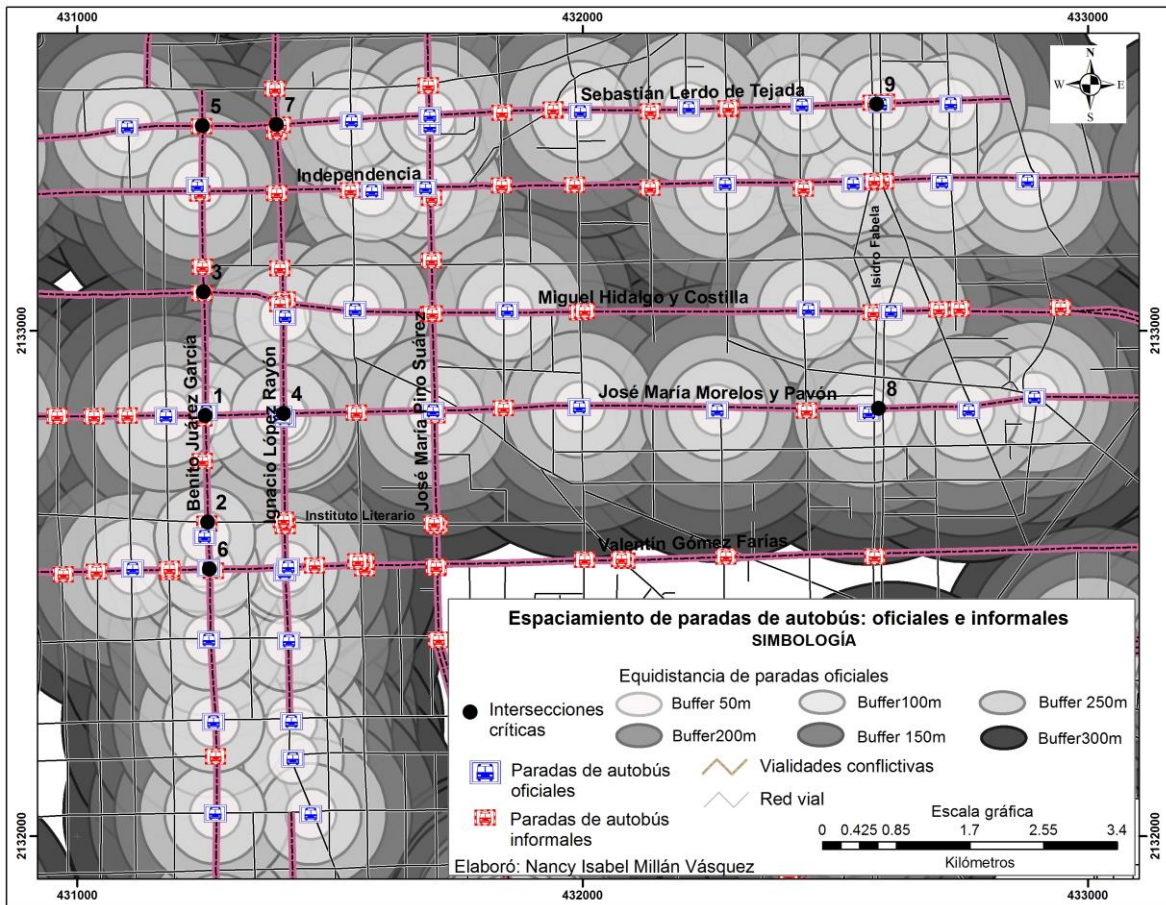 431000 432000 433000
N
W E
S
5
7
9
Sebastián Lerdo de Tejada
Independencia
Isidro Fabela
3
Miguel Hidalgo y Costilla
2133000
2133000
Benito Juárez García
Ignacio López Rayón
José María Pino Suárez
1
4
José María Morelos y Pavón
8
2
Instituto Literario
6
Valentín Gómez Farías
Espaciamiento de paradas de autobús: oficiales e informales
SIMBOLOGÍA
Equidistancia de paradas oficiales
Intersecciones
críticas
Buffer 50m
Buffer100m
Buffer 250m
Buffer200m
Buffer 150m
Buffer300m
Paradas de autobús
oficiales
Vialidades conflictivas
Red vial
Paradas de autobús
informales
Escala gráfica
0 0.425 0.85 1.7 2.55 3.4
Kilómetros
Elaboró: Nancy Isabel Millán Vásquez
2132000
2132000
431000 432000 433000